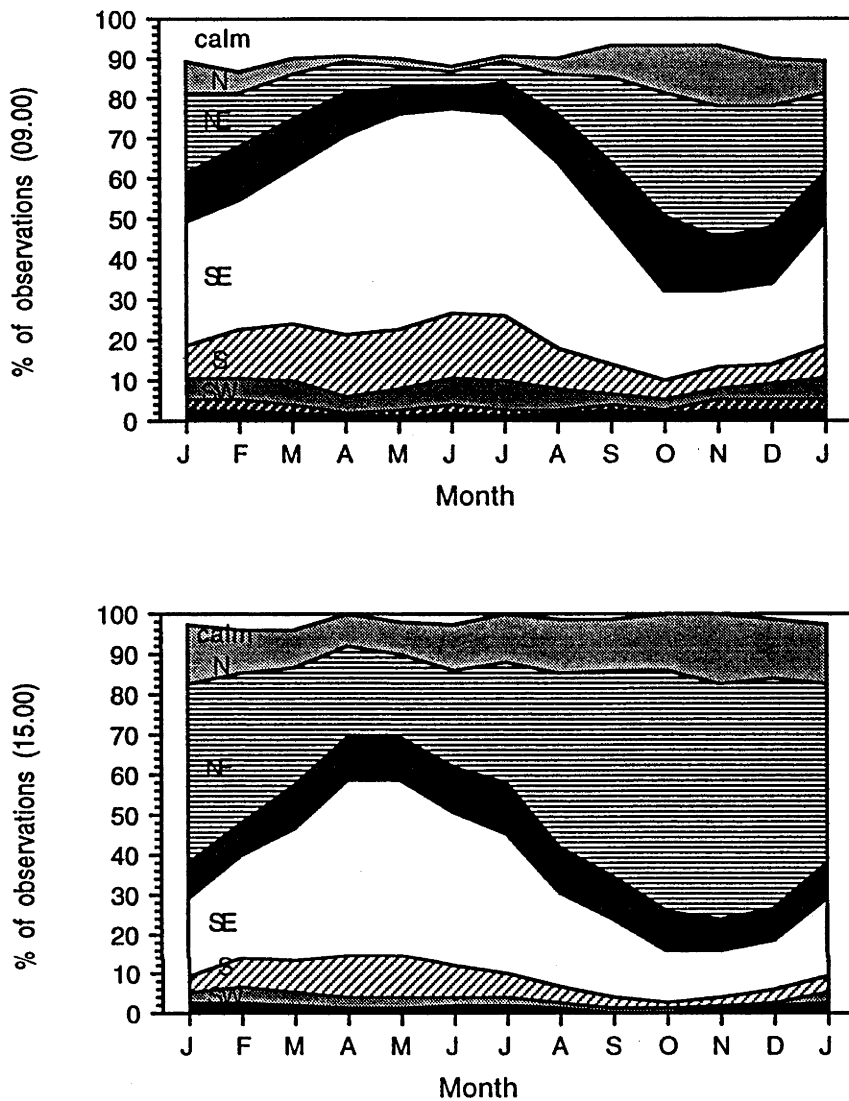 % of observations (09.00)
100
90
80
70
60
50
40
30
20
10
0
calm
N
NE
SE
S
SW
J F M A M J J A S O N D J
Month
% of observations (15.00)
100
90
80
70
60
50
40
30
20
10
0
calm
N
NE
SE
S
SW
J F M A M J J A S O N D J
Month